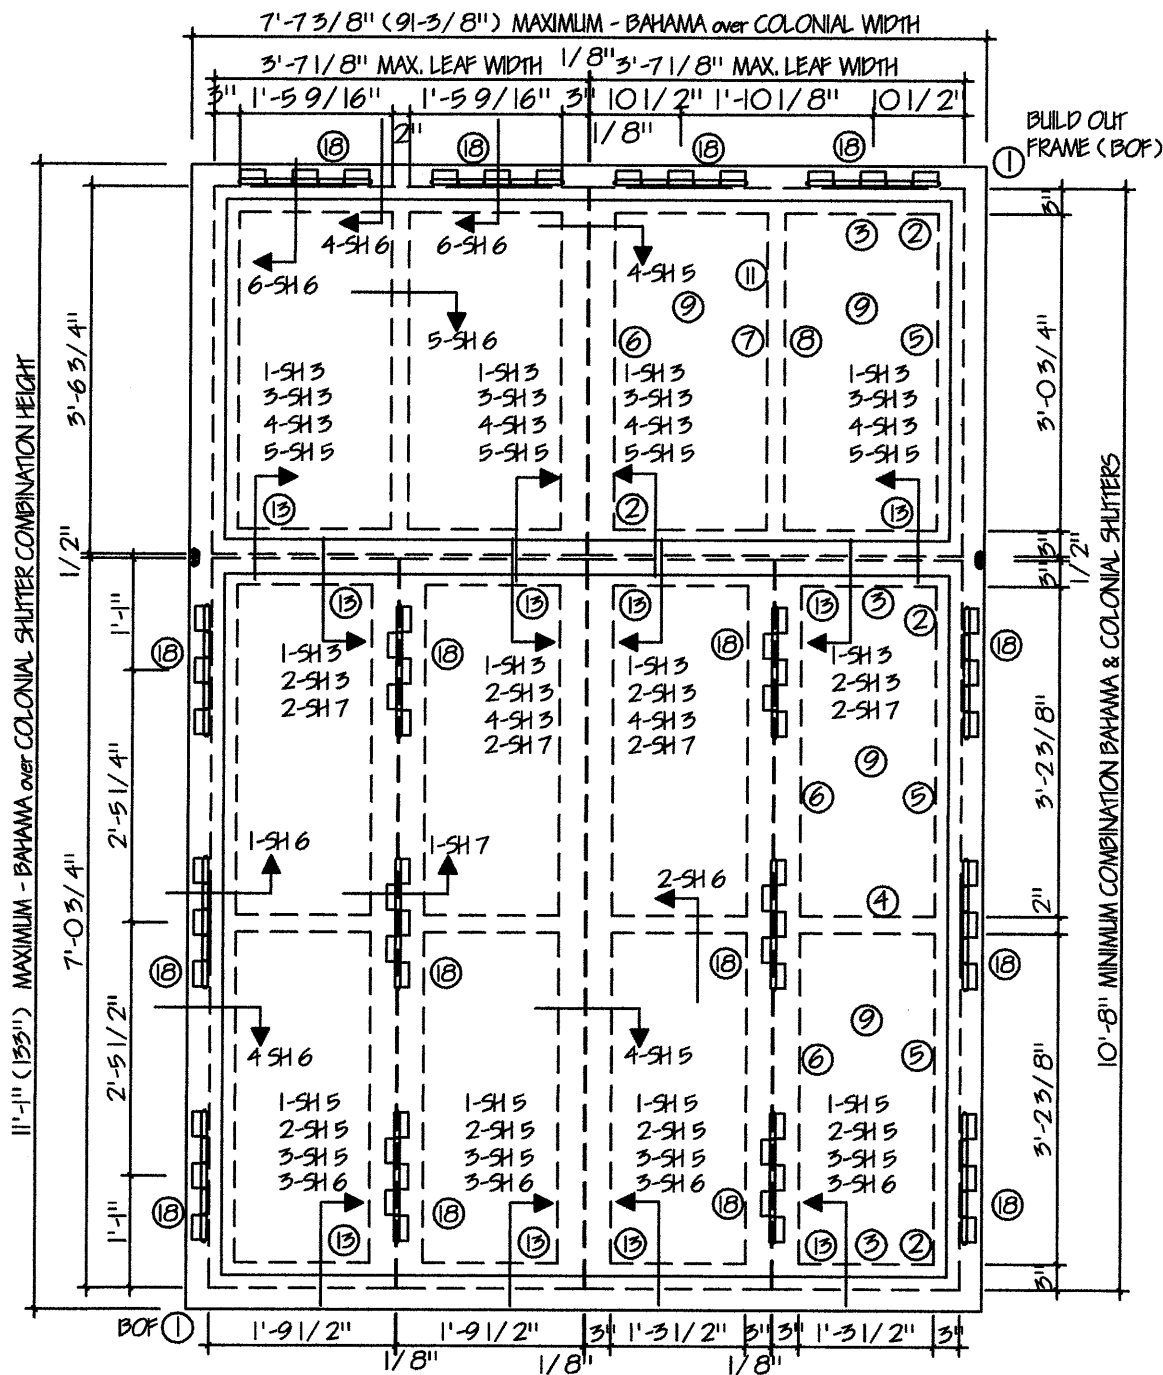 7'-7 3/8" (91-3/8") MAXIMUM - BAHAMA over COLONIAL WIDTH
3'-7 1/8" MAX. LEAF WIDTH 1/8" 3'-7 1/8" MAX. LEAF WIDTH
3" 1'-5 9/16" 1'-5 9/16" 3" 10 1/2" 1'-10 1/8" 10 1/2"
2" 1/8"
BUILD OUT
FRAME (BOF)
18 18 18 18 1
3"
4-SH 6 6-SH 6 3 2
6-SH 6 4-SH 5 11
9 9
5-SH 6 6 7 8 5
1-SH 3 1-SH 3 1-SH 3 1-SH 3
3-SH 3 3-SH 3 3-SH 3 3-SH 3
4-SH 3 4-SH 3 4-SH 3 4-SH 3
5-SH 5 5-SH 5 5-SH 5 5-SH 5
13 2 13
3'-6 3/4"
3'-0 3/4"
11'-1" (133") MAXIMUM - BAHAMA over COLONIAL SHUTTER COMBINATION HEIGHT
10'-8" MINIMUM COMBINATION BAHAMA & COLONIAL SHUTTERS
1/2"
3" 3"
1/2"
13 13 13 13 3 2
1'-1"
18 18 18 18
1-SH 3 1-SH 3 1-SH 3 1-SH 3
2-SH 3 2-SH 3 2-SH 3 2-SH 3
2-SH 7 4-SH 3 4-SH 3 2-SH 7
2-SH 7 2-SH 7
9
6 5
2'-5 1/4"
3'-2 3/8"
1-SH 6 1-SH 7
2-SH 6
4
2"
7'-0 3/4"
18 18 18 18
9
4 SH 6 4-SH 5 6 5
2'-5 1/2"
3'-2 3/8"
1-SH 5 1-SH 5 1-SH 5 1-SH 5
2-SH 5 2-SH 5 2-SH 5 2-SH 5
3-SH 5 3-SH 5 3-SH 5 3-SH 5
3-SH 6 3-SH 6 3-SH 6 3-SH 6
1'-1"
18 18 18 18
13 13 13 13 3 2
3"
BOF 1 1'-9 1/2" 1'-9 1/2" 3" 1'-3 1/2" 3" 3" 1'-3 1/2" 3"
1/8" 1/8" 1/8"